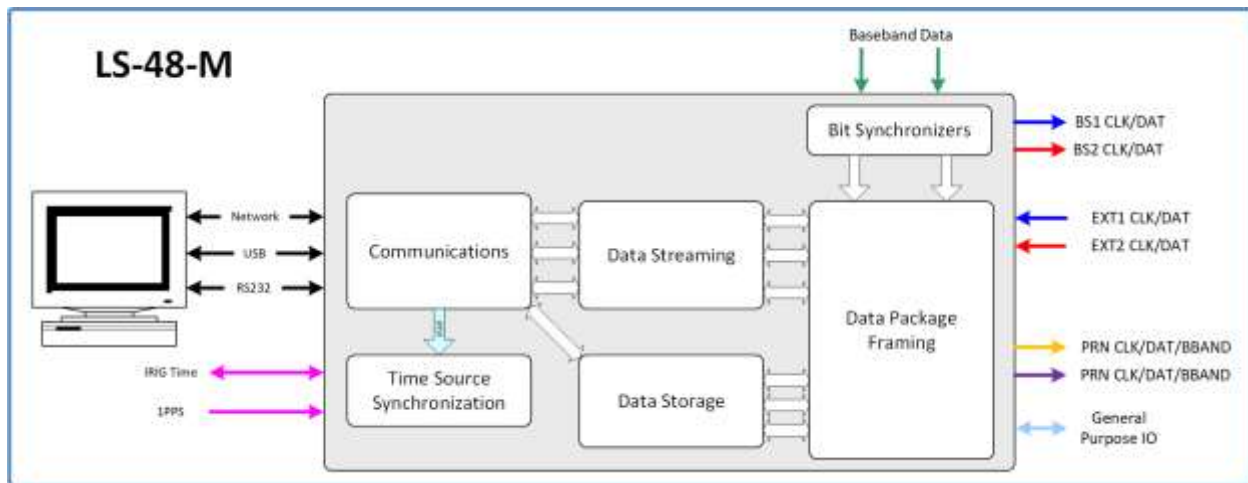 LS-48-M
Baseband Data
Bit Synchronizers
BS1 CLK/DAT
BS2 CLK/DAT
Network
USB
RS232
Communications
Data Streaming
EXT1 CLK/DAT
EXT2 CLK/DAT
Data Package
Framing
IRIG Time
1PPS
Time Source
Synchronization
Data Storage
PRN CLK/DAT/BBAND
PRN CLK/DAT/BBAND
General
Purpose IO